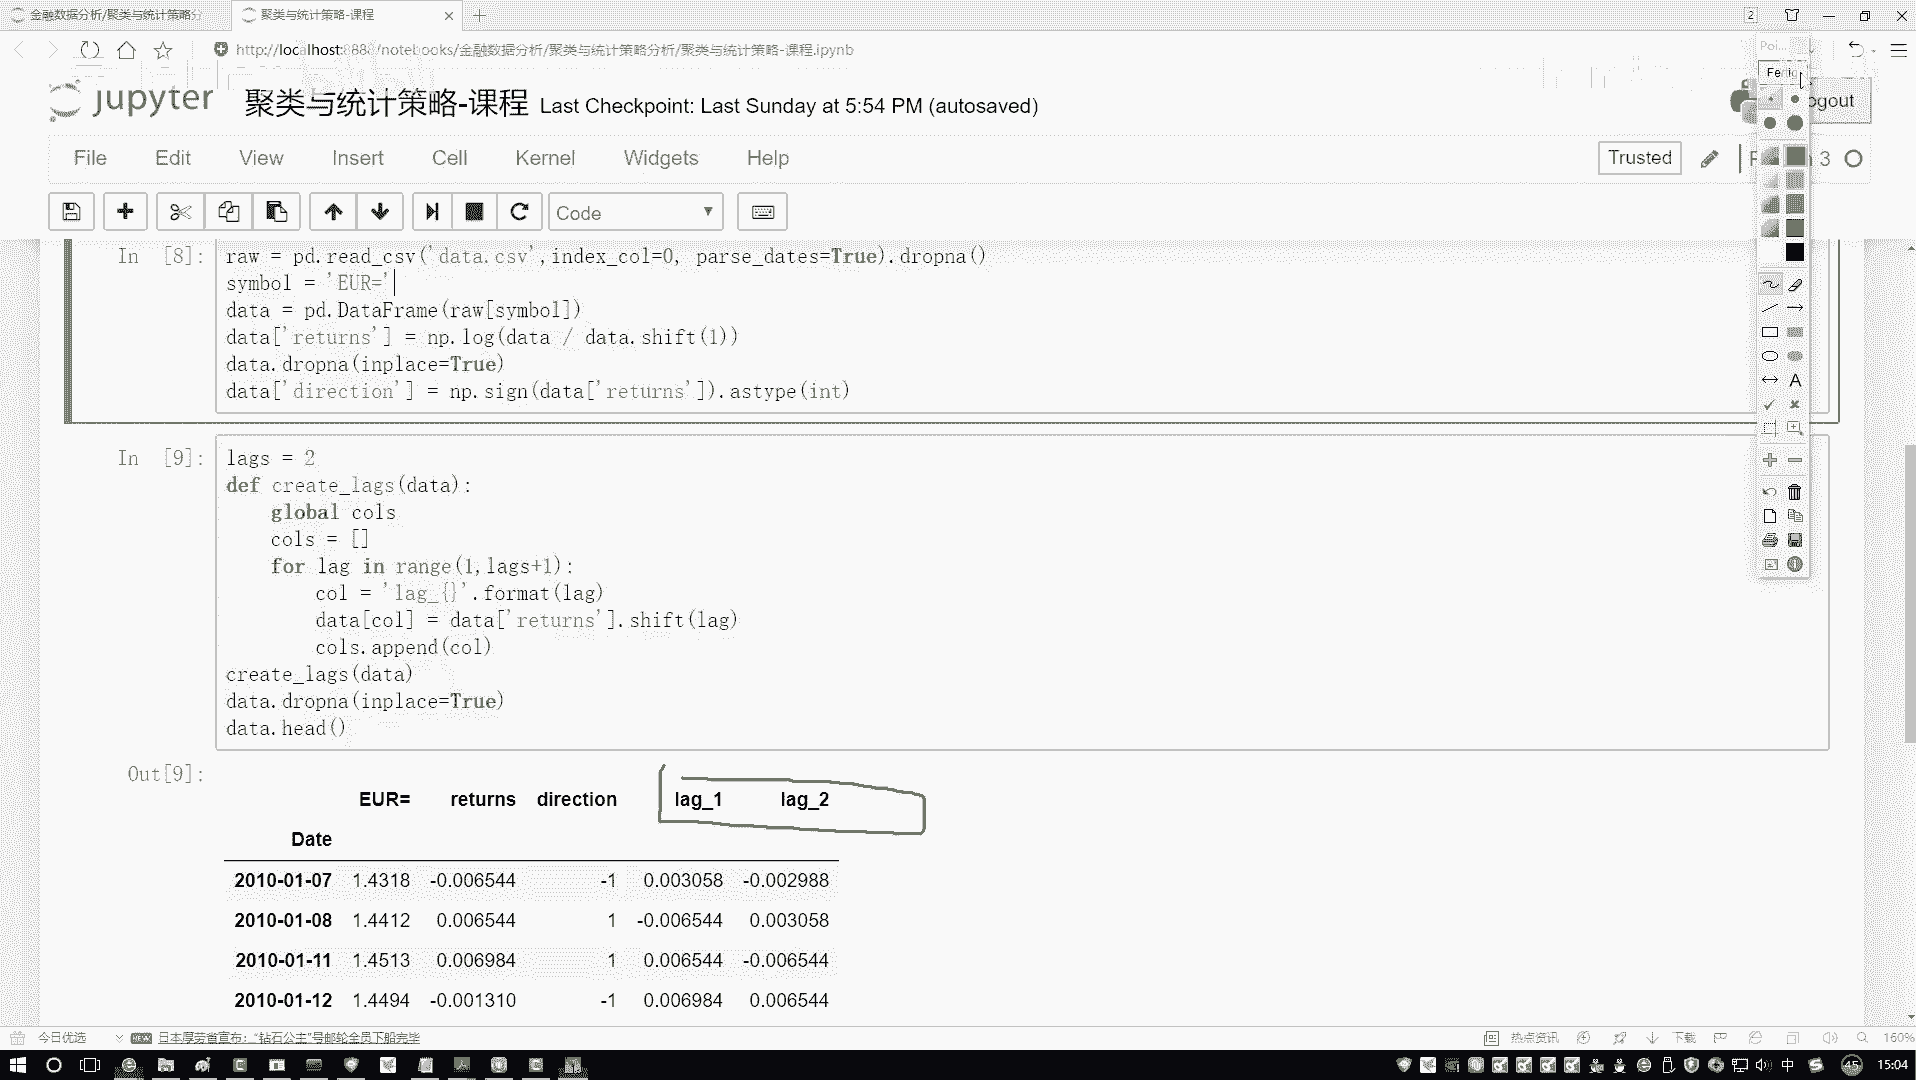 金融数据分析/聚类与统计策略分
聚类与统计策略-课程
2
http://localhost:8888/notebooks/金融数据分析/聚类与统计策略分析/聚类与统计策略-课程.ipynb
jupyter 聚类与统计策略-课程 Last Checkpoint: Last Sunday at 5:54 PM (autosaved)
ogout
File Edit View Insert Cell Kernel Widgets Help
Trusted
3
Code
In [8]: raw = pd.read_csv('data.csv',index_col=0, parse_dates=True).dropna()
symbol = 'EUR='
data = pd.DataFrame(raw[symbol])
data['returns'] = np.log(data / data.shift(1))
data.dropna(inplace=True)
data['direction'] = np.sign(data['returns']).astype(int)
In [9]: lags = 2
def create_lags(data):
global cols
cols = []
for lag in range(1,lags+1):
col = 'lag_{}'.format(lag)
data[col] = data['returns'].shift(lag)
cols.append(col)
create_lags(data)
data.dropna(inplace=True)
data.head()
Out[9]:
EUR= returns direction lag_1 lag_2
Date
2010-01-07 1.4318 -0.006544 -1 0.003058 -0.002988
2010-01-08 1.4412 0.006544 1 -0.006544 0.003058
2010-01-11 1.4513 0.006984 1 0.006544 -0.006544
2010-01-12 1.4494 -0.001310 -1 0.006984 0.006544
今日优选 NEW 日本厚劳省宣布：“钻石公主”号邮轮全员下船完毕 热点资讯 下载 160%
中 45 15:04